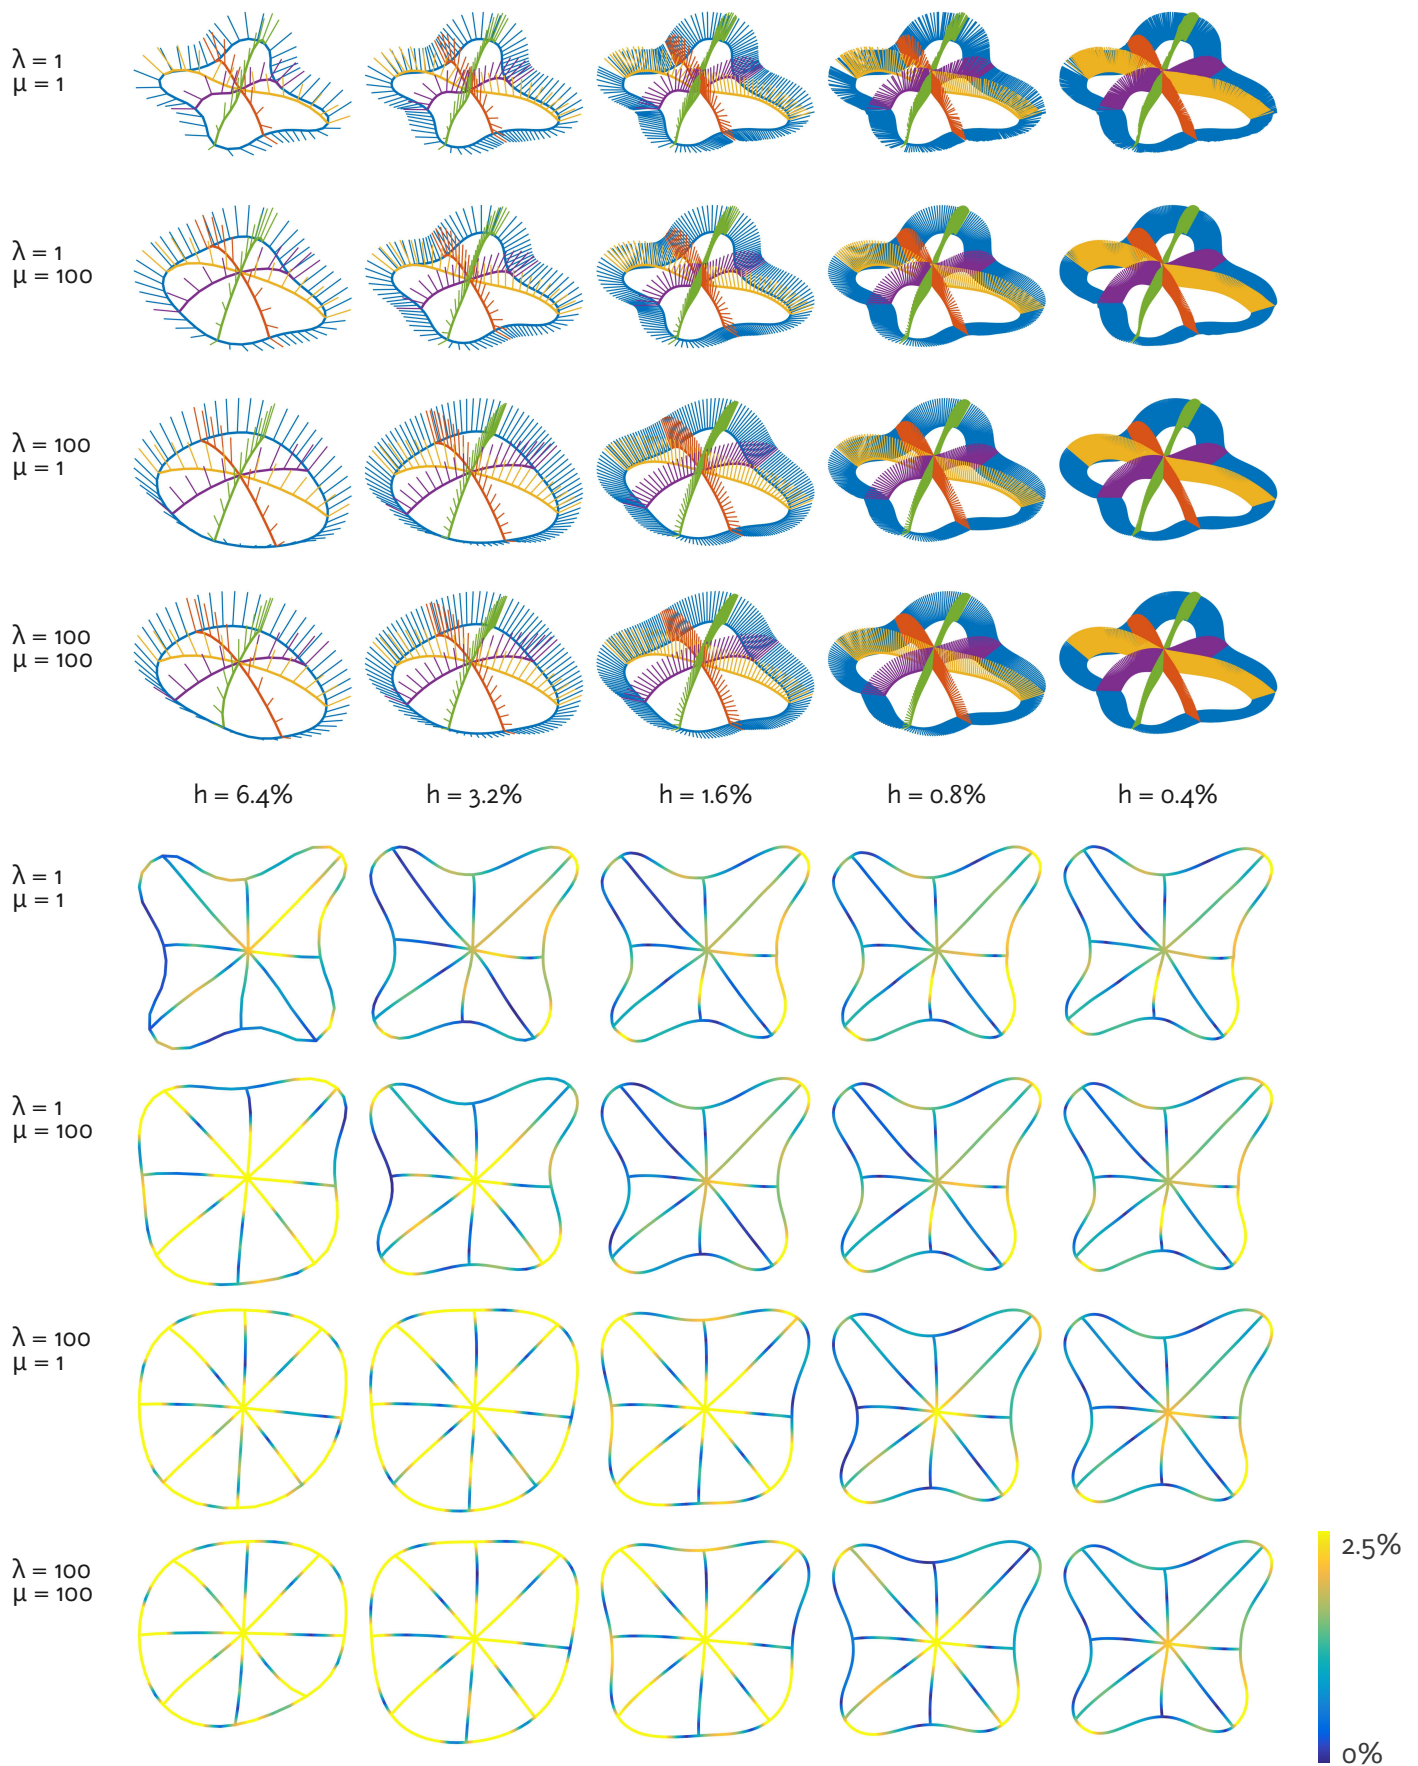 λ = 1
μ = 1
λ = 1
μ = 100
λ = 100
μ = 1
λ = 100
μ = 100
h = 6.4% h = 3.2% h = 1.6% h = 0.8% h = 0.4%
λ = 1
μ = 1
λ = 1
μ = 100
λ = 100
μ = 1
λ = 100
μ = 100
2.5%
0%